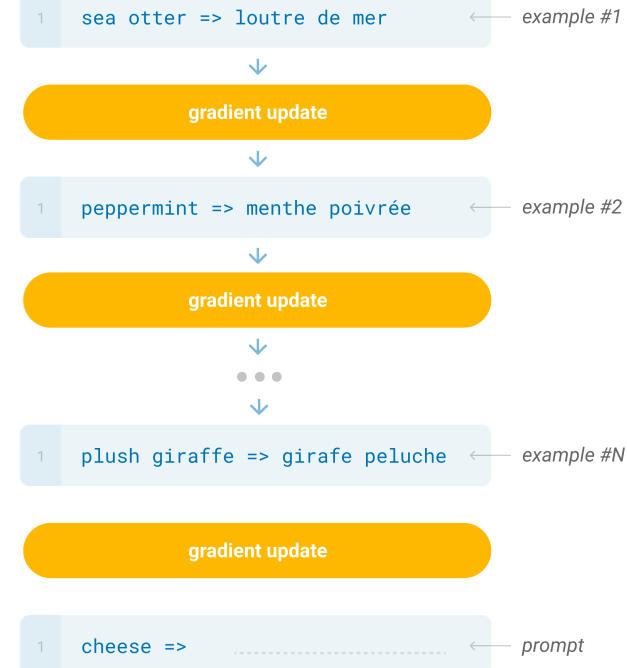 1 sea otter => loutre de mer example #1
gradient update
1 peppermint => menthe poivrée example #2
gradient update
1 plush giraffe => girafe peluche example #N
gradient update
1 cheese => prompt